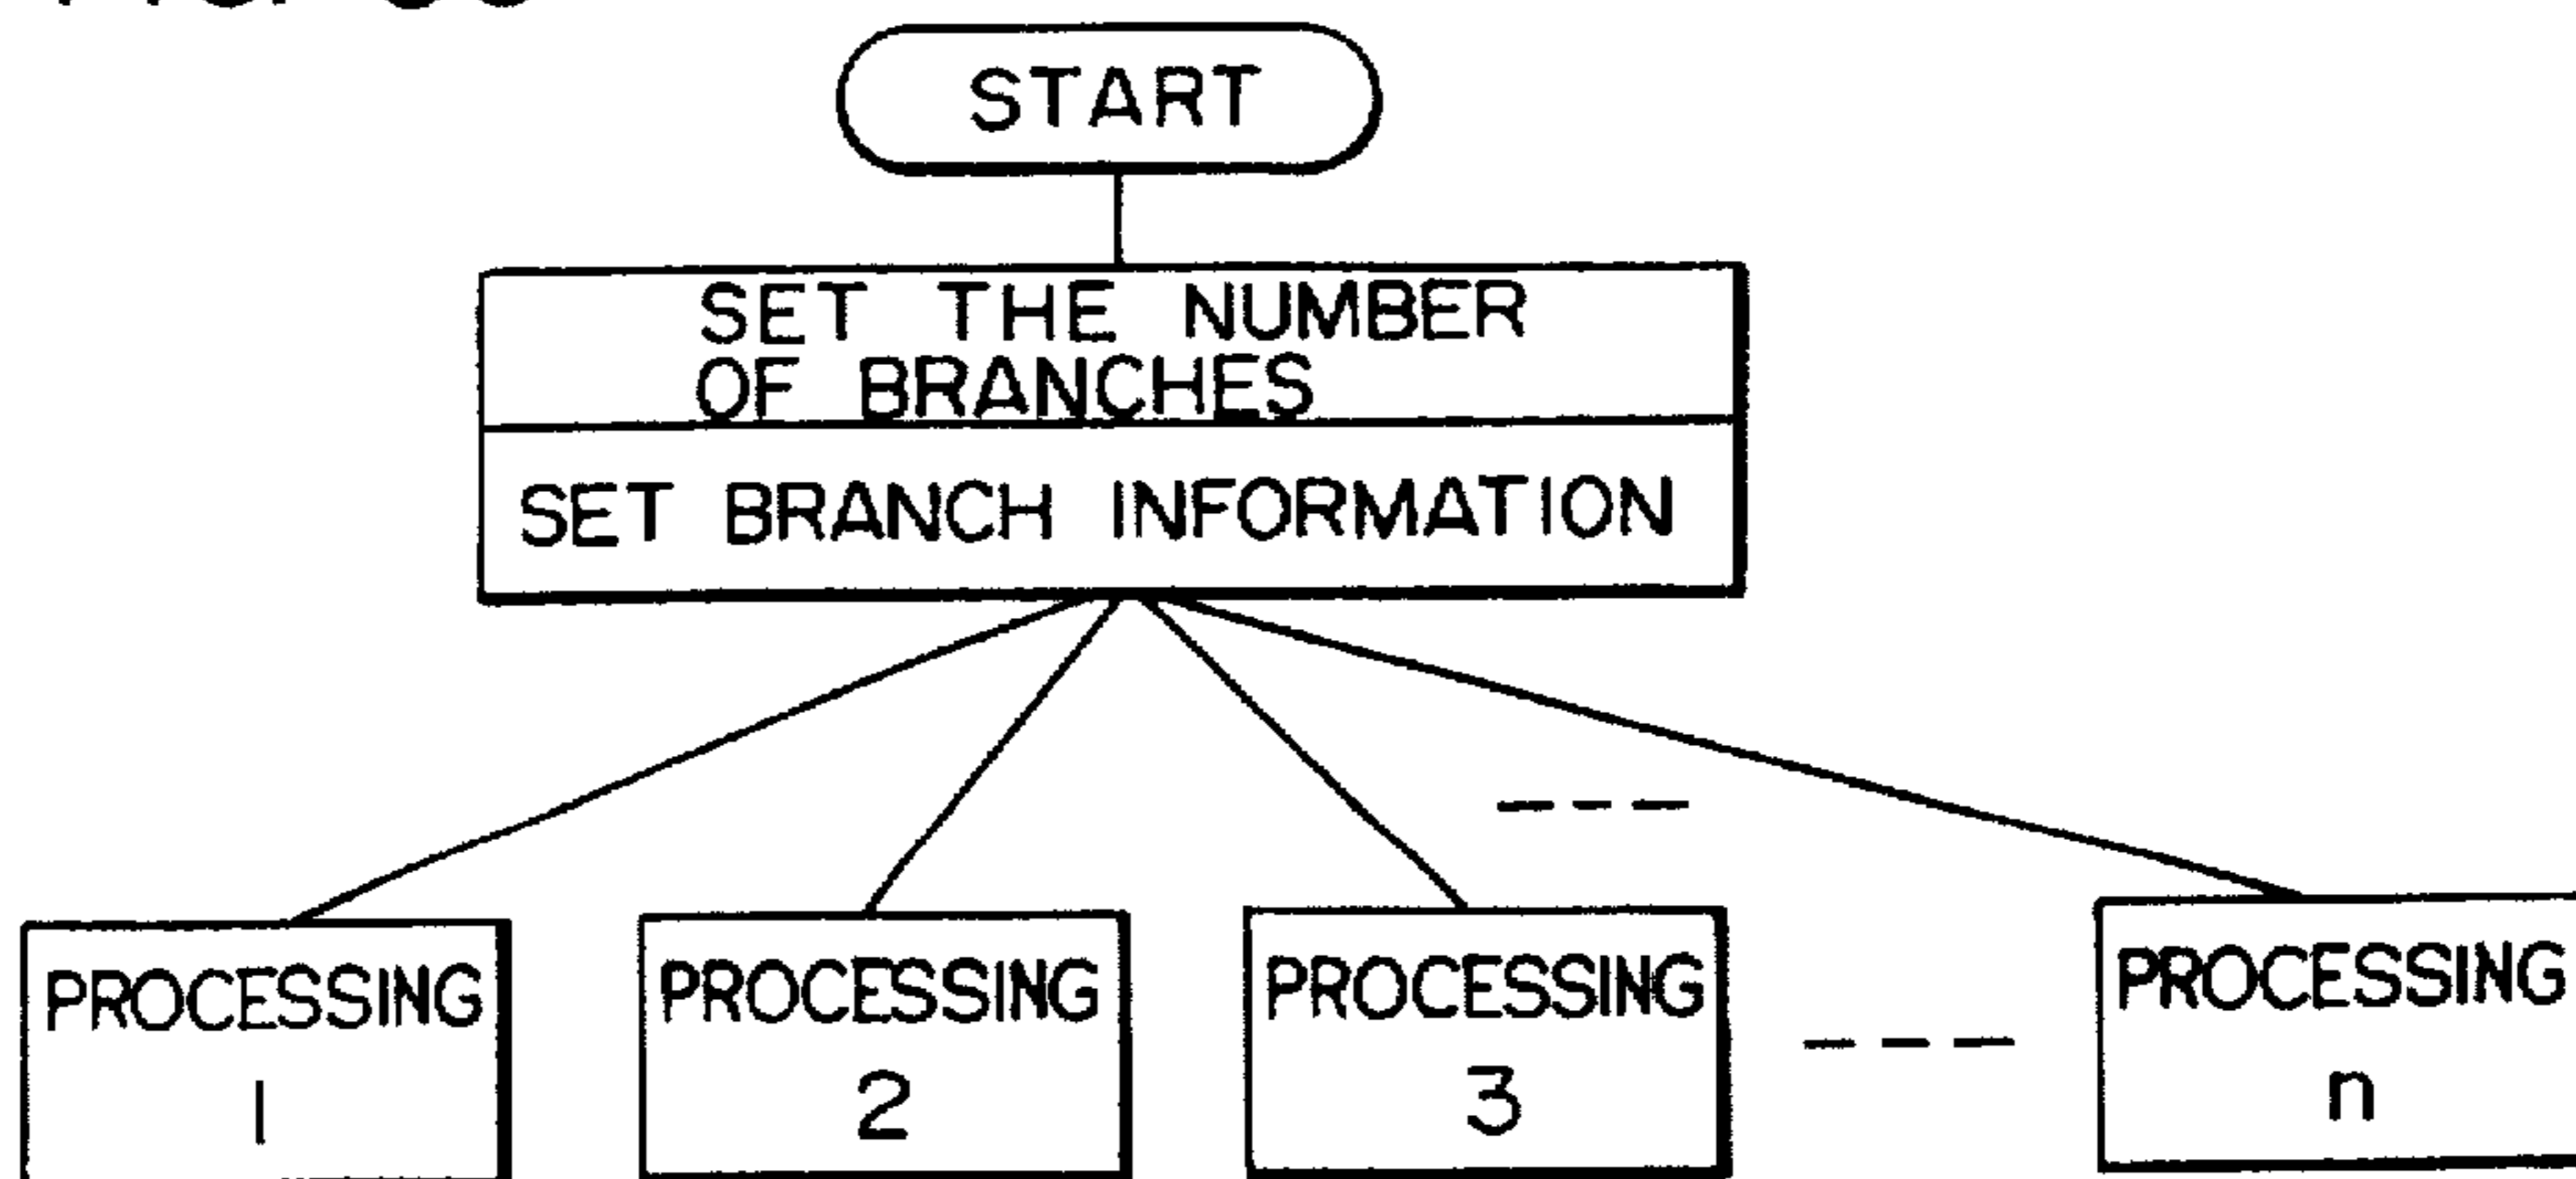 START
SET THE NUMBER
OF BRANCHES
SET BRANCH INFORMATION
PROCESSING
1
PROCESSING
2
PROCESSING
3
PROCESSING
n